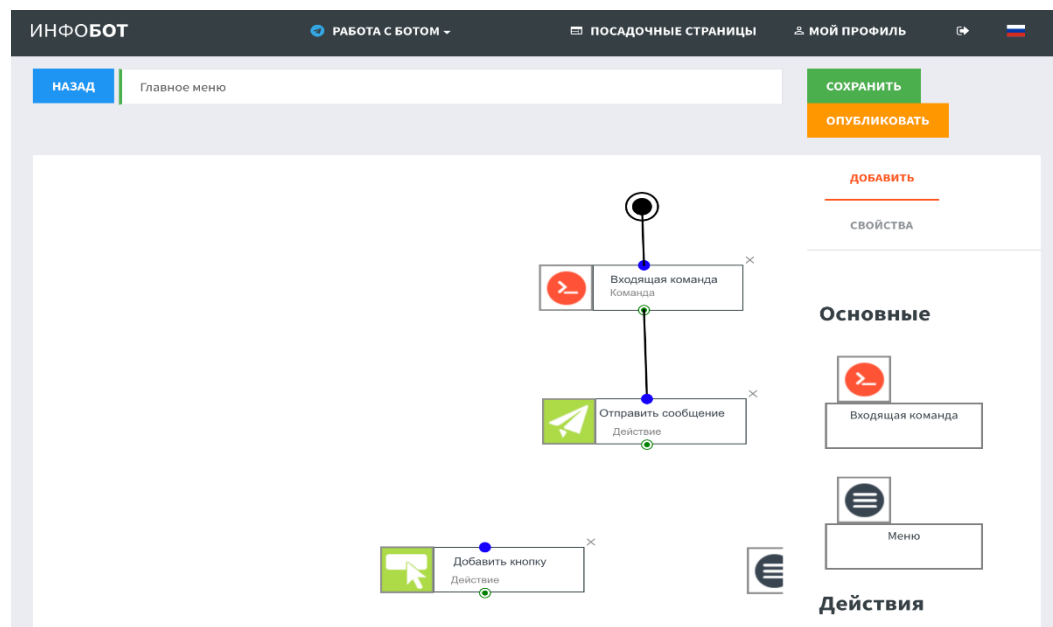 ИНФОБОТ
РАБОТА С БОТОМ
ПОСАДОЧНЫЕ СТРАНИЦЫ
МОЙ ПРОФИЛЬ
НАЗАД
Главное меню
СОХРАНИТЬ
ОПУБЛИКОВАТЬ
ДОБАВИТЬ
СВОЙСТВА
Входящая команда
Команда
Отправить сообщение
Действие
Добавить кнопку
Действие
Основные
Входящая команда
Меню
Действия